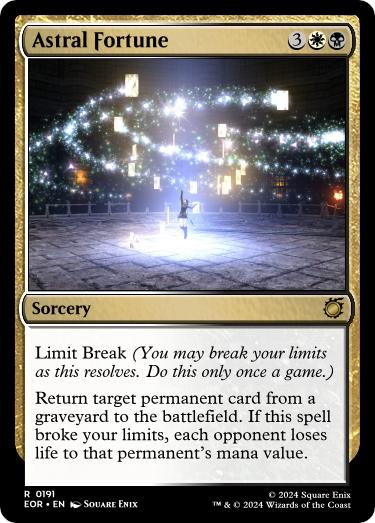 Astral Fortune 3
Sorcery
Limit Break (You may break your limits
as this resolves. Do this only once a game.)
Return target permanent card from a
graveyard to the battlefield. If this spell
broke your limits, each opponent loses
life to that permanent's mana value.
R 0191
EOR • EN SQUARE ENIX
© 2024 Square Enix
™ & © 2024 Wizards of the Coast